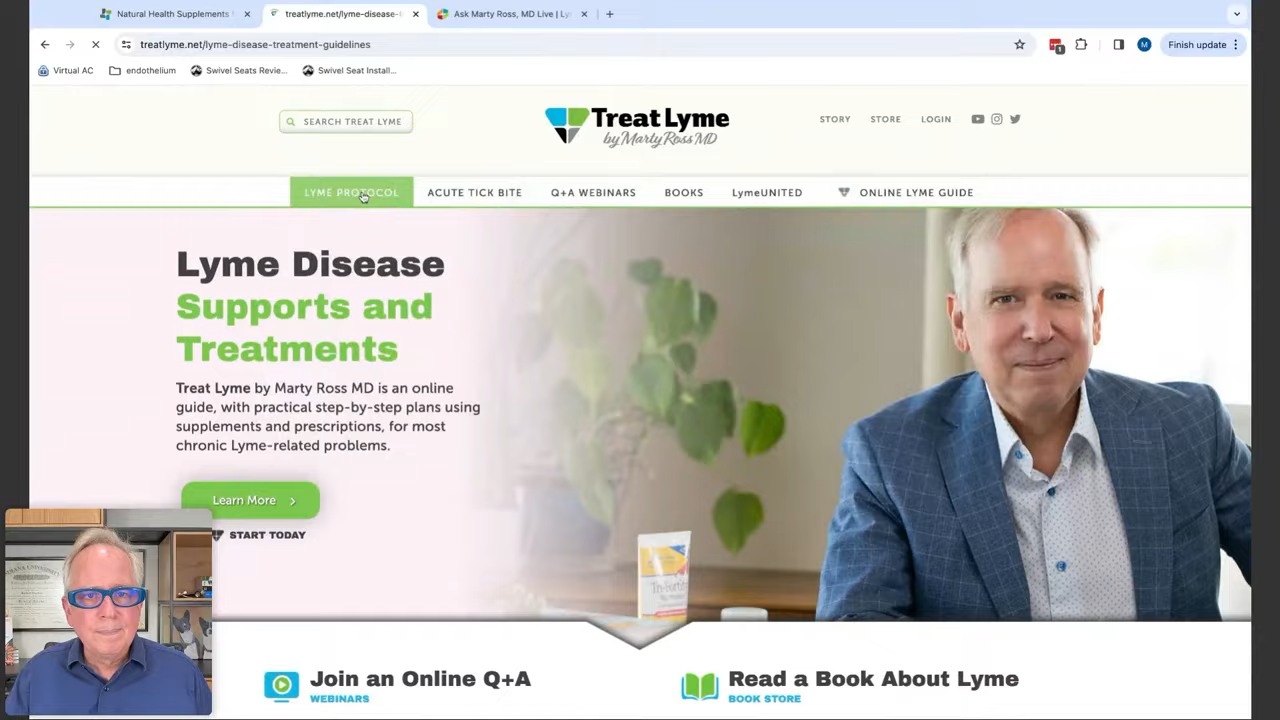 Natural Health Supplements
treatlyme.net/lyme-disease-t
Ask Marty Ross, MD Live | Ly
treatlyme.net/lyme-disease-treatment-guidelines
Finish update
Virtual AC
endothelium
Swivel Seats Revie...
Swivel Seat Install...
SEARCH TREAT LYME
Treat Lyme
by Marty Ross MD
STORY
STORE
LOGIN
LYME PROTOCOL
ACUTE TICK BITE
Q+A WEBINARS
BOOKS
LymeUNITED
ONLINE LYME GUIDE
Lyme Disease
Supports and
Treatments
Treat Lyme by Marty Ross MD is an online
guide, with practical step-by-step plans using
supplements and prescriptions, for most
chronic Lyme-related problems.
Learn More
START TODAY
Tri-Fortify
Join an Online Q+A
WEBINARS
Read a Book About Lyme
BOOK STORE